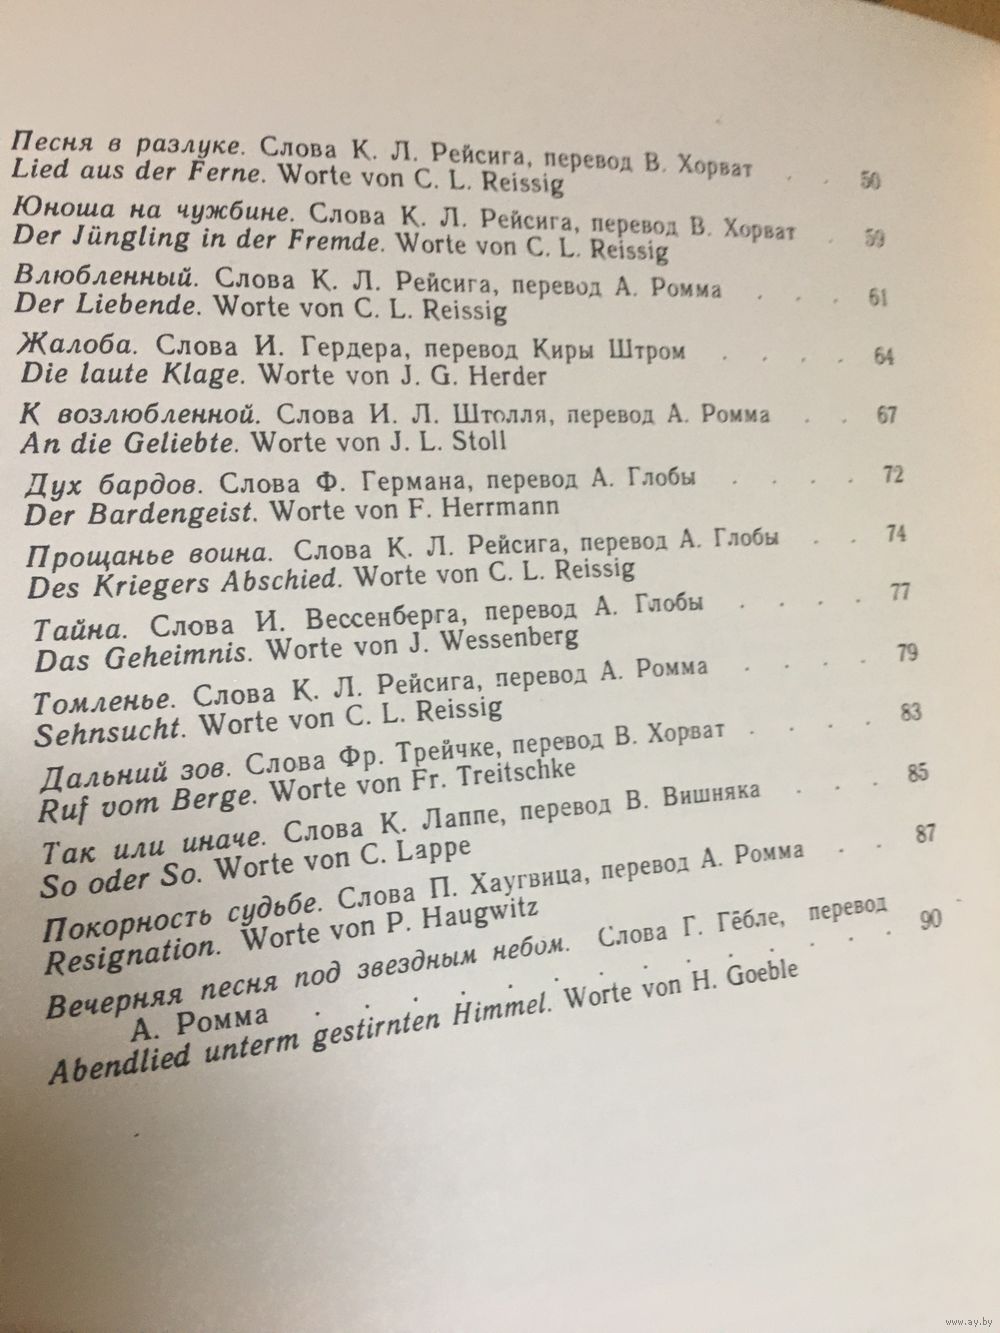 Песня в разлуке. Слова К. Л. Рейсига, перевод В. Хорват . . 50
Lied aus der Ferne. Worte von C. L. Reissig
Юноша на чужбине. Слова К. Л. Рейсига, перевод В. Хорват . 59
Der Jüngling in der Fremde. Worte von C. L. Reissig
Влюбленный. Слова К. Л. Рейсига, перевод А. Ромма . . . 61
Der Liebende. Worte von C. L. Reissig
Жалоба. Слова И. Гердера, перевод Киры Штром . . . . 64
Die laute Klage. Worte von J. G. Herder
К возлюбленной. Слова И. Л. Штолля, перевод А. Ромма . . 67
An die Geliebte. Worte von J. L. Stoll
Дух бардов. Слова Ф. Германа, перевод А. Глобы . . . . 72
Der Bardengeist. Worte von F. Herrmann
Прощанье воина. Слова К. Л. Рейсига, перевод А. Глобы . . 74
Des Kriegers Abschied. Worte von C. L. Reissig
Тайна. Слова И. Вессенберга, перевод А. Глобы . . . . 77
Das Geheimnis. Worte von J. Wessenberg
Томленье. Слова К. Л. Рейсига, перевод А. Ромма . . . . 79
Sehnsucht. Worte von C. L. Reissig
Дальний зов. Слова Фр. Трейчке, перевод В. Хорват . . . . 83
Ruf vom Berge. Worte von Fr. Treitschke
Так или иначе. Слова К. Лаппе, перевод В. Вишняка . . . 85
So oder So. Worte von C. Lappe
Покорность судьбе. Слова П. Хаугвица, перевод А. Ромма . . 87
Resignation. Worte von P. Haugwitz
Вечерняя песня под звездным небом. Слова Г. Гёбле, перевод
А. Ромма . . . . . . . . . . . . 90
Abendlied unterm gestirnten Himmel. Worte von H. Goeble
www.ay.by